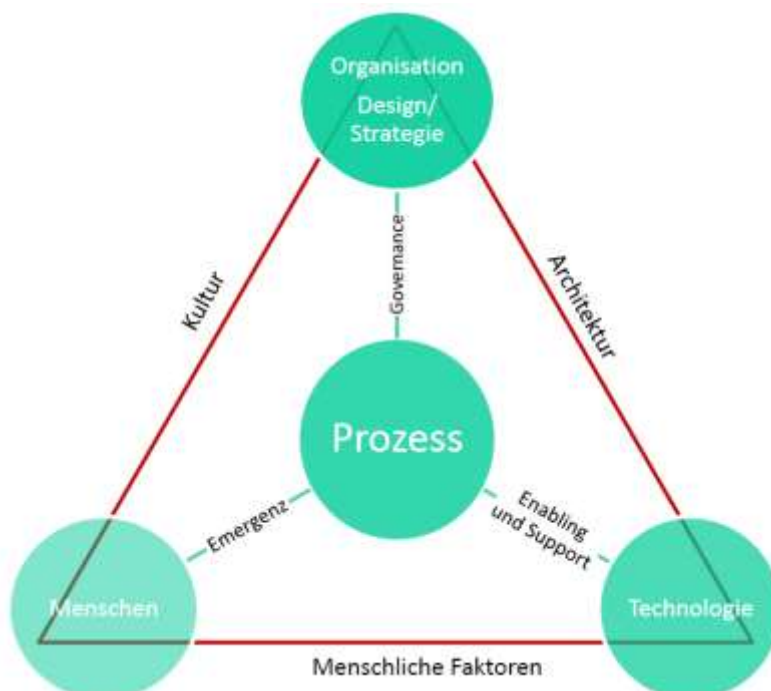 Organisation
Design/
Strategie
Governance
Kultur
Architektur
Prozess
Emergenz
Enabling
und Support
Menschen
Technologie
Menschliche Faktoren